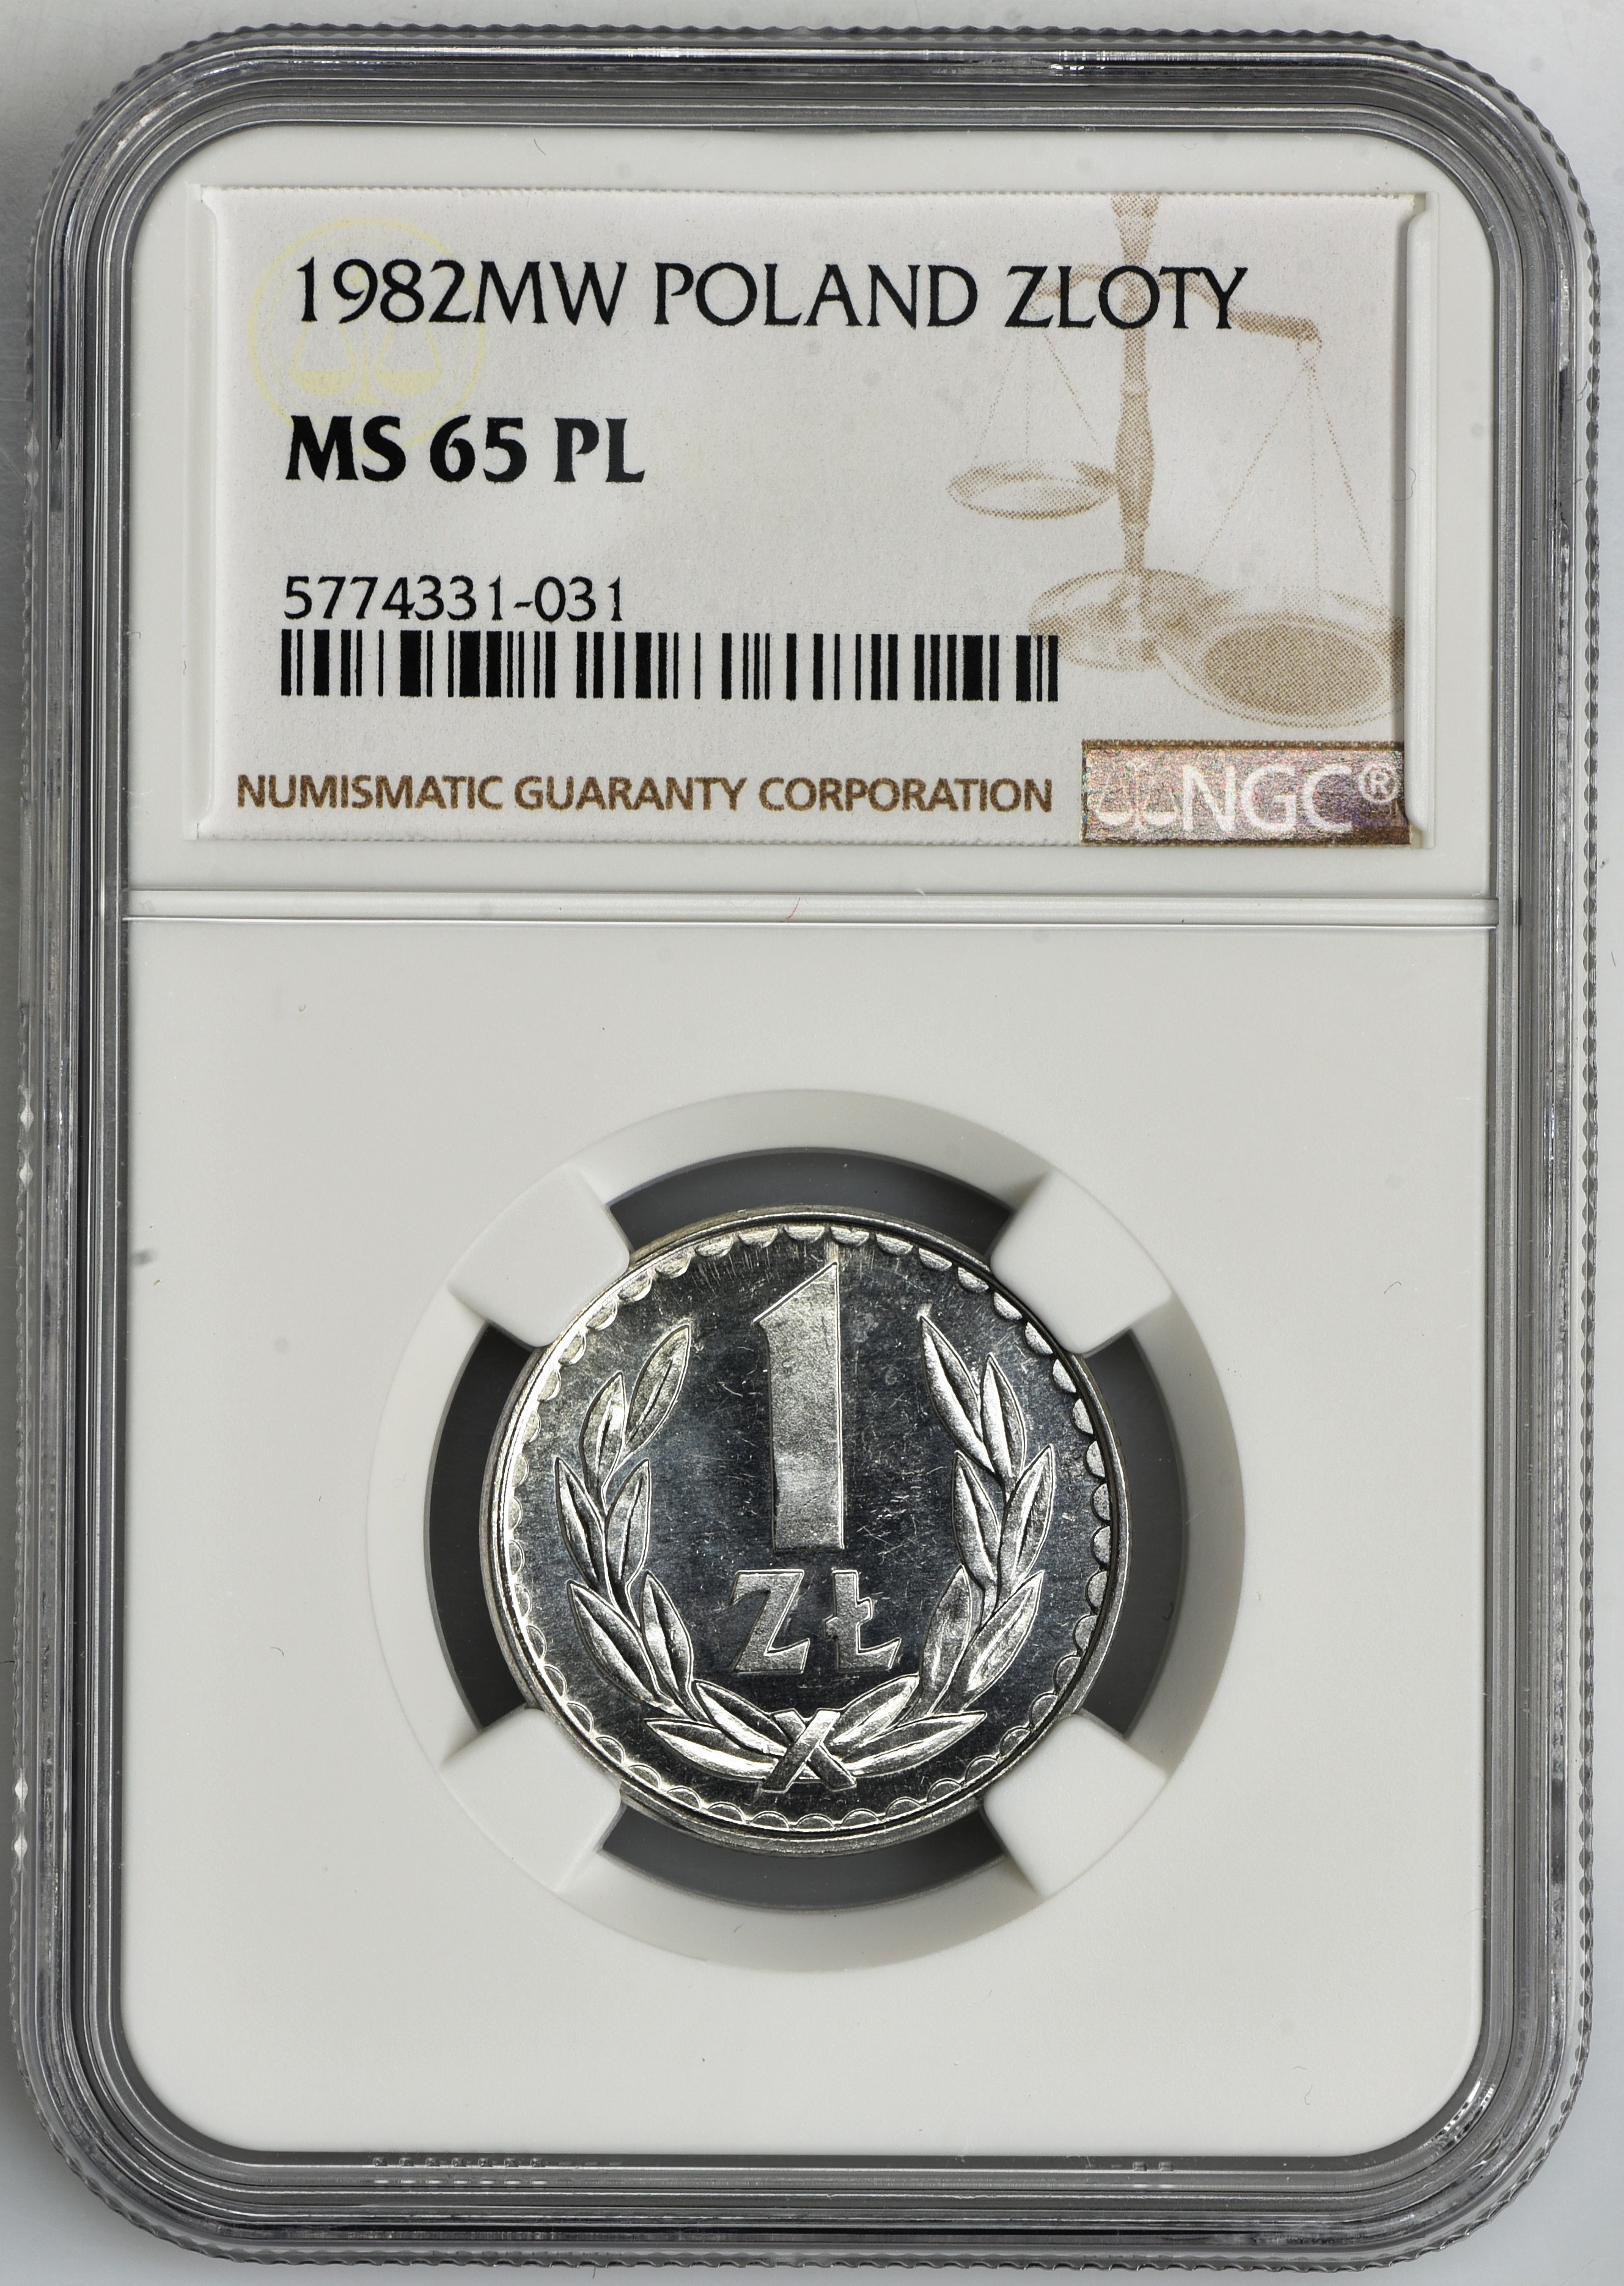 1982MW POLAND ZLOTY
MS 65 PL
5774331-031
NUMISMATIC GUARANTY CORPORATION
NGC®
1
ZŁ